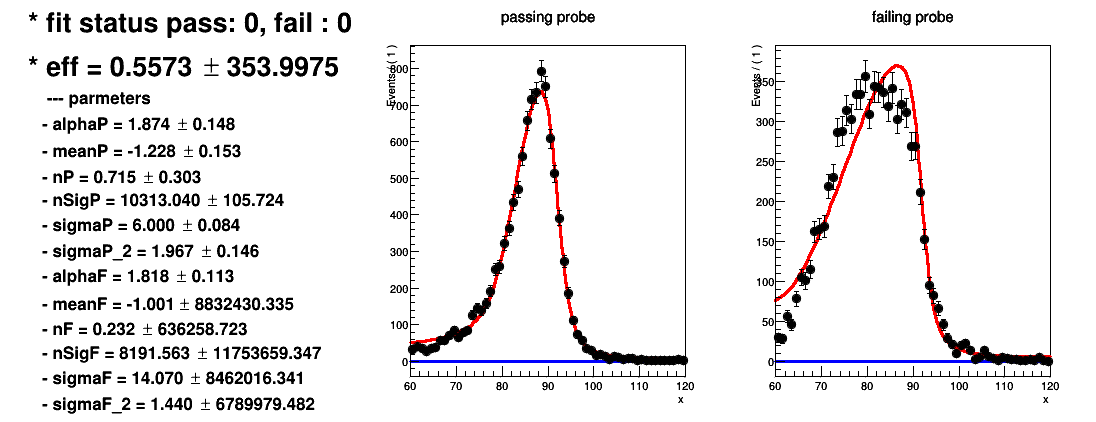 * fit status pass: 0, fail : 0
* eff = 0.5573 ± 353.9975
--- parmeters
- alphaP = 1.874 ± 0.148
- meanP = -1.228 ± 0.153
- nP = 0.715 ± 0.303
- nSigP = 10313.040 ± 105.724
- sigmaP = 6.000 ± 0.084
- sigmaP_2 = 1.967 ± 0.146
- alphaF = 1.818 ± 0.113
- meanF = -1.001 ± 8832430.335
- nF = 0.232 ± 636258.723
- nSigF = 8191.563 ± 11753659.347
- sigmaF = 14.070 ± 8462016.341
- sigmaF_2 = 1.440 ± 6789979.482
passing probe
Events / ( 1 )
800
700
600
500
400
300
200
100
0
60 70 80 90 100 110 120
x
failing probe
Events / ( 1 )
350
300
250
200
150
100
50
0
60 70 80 90 100 110 120
x